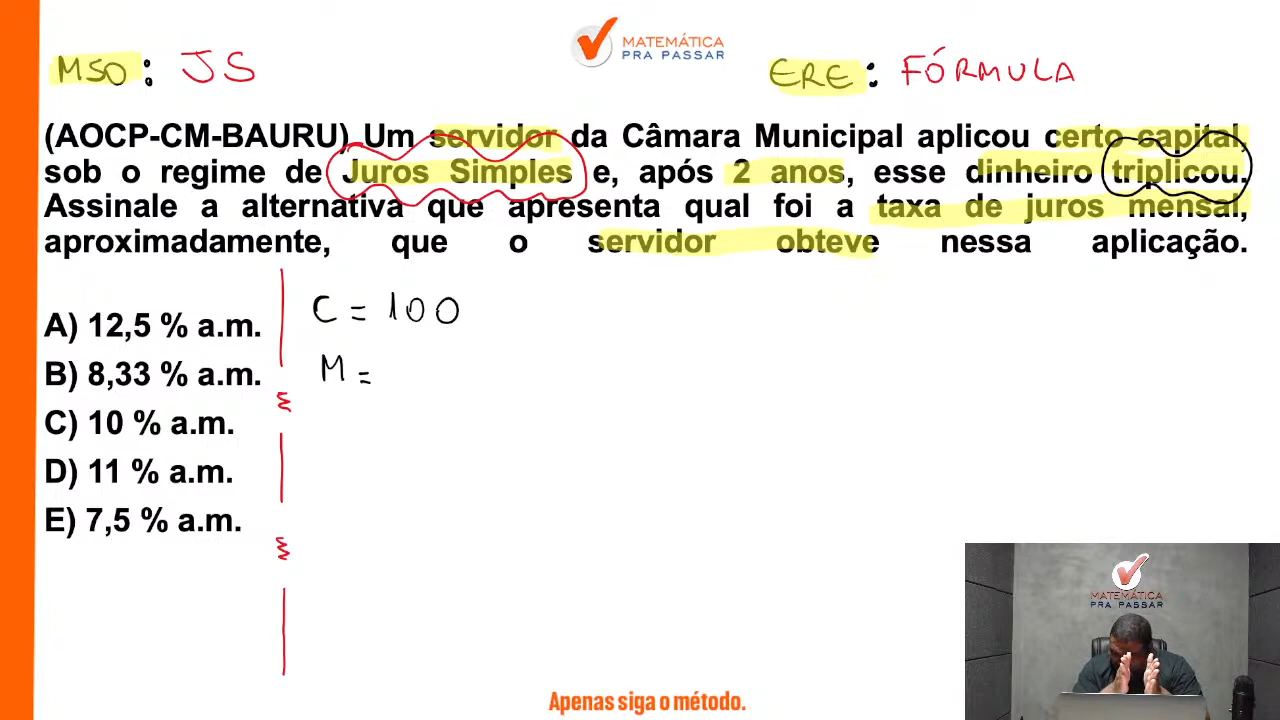 MATEMÁTICA
PRA PASSAR
MSO: JS
ERE: FÓRMULA
(AOCP-CM-BAURU) Um servidor da Câmara Municipal aplicou certo capital,
sob o regime de Juros Simples e, após 2 anos, esse dinheiro triplicou.
Assinale a alternativa que apresenta qual foi a taxa de juros mensal,
aproximadamente, que o servidor obteve nessa aplicação.
A) 12,5 % a.m.
B) 8,33 % a.m.
C) 10 % a.m.
D) 11 % a.m.
E) 7,5 % a.m.
C = 100
M =
MATEMÁTICA
PRA PASSAR
Apenas siga o método.